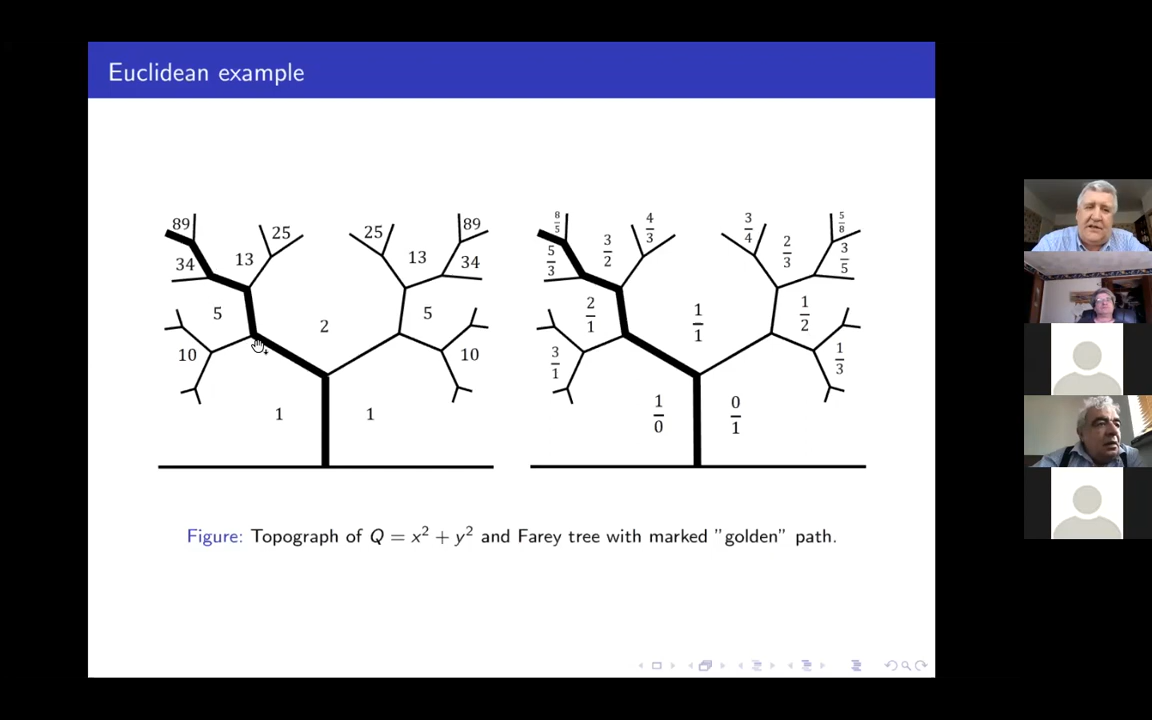 Euclidean example
89 25 25 89
34 13 13 34
5 2 5
10 10
1 1
8/5 4/3 3/4 5/8
5/3 3/2 2/3 3/5
2/1 1/1 1/2
3/1 1/3
1/0 0/1
Figure: Topograph of Q = x² + y² and Farey tree with marked "golden" path.